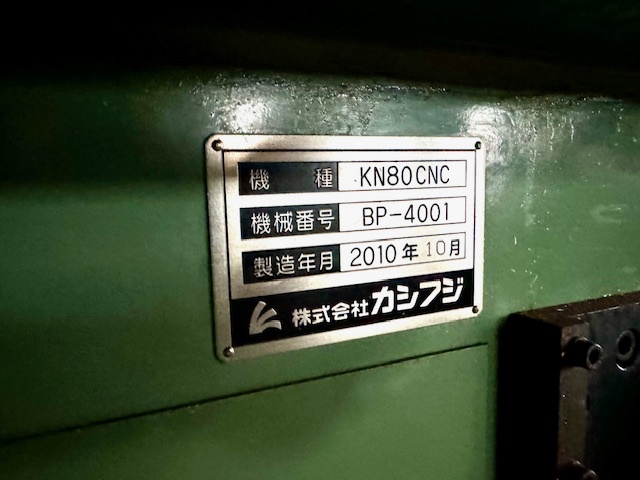 機種 KN80CNC
機械番号 BP-4001
製造年月 2010年10月
株式会社カシフジ